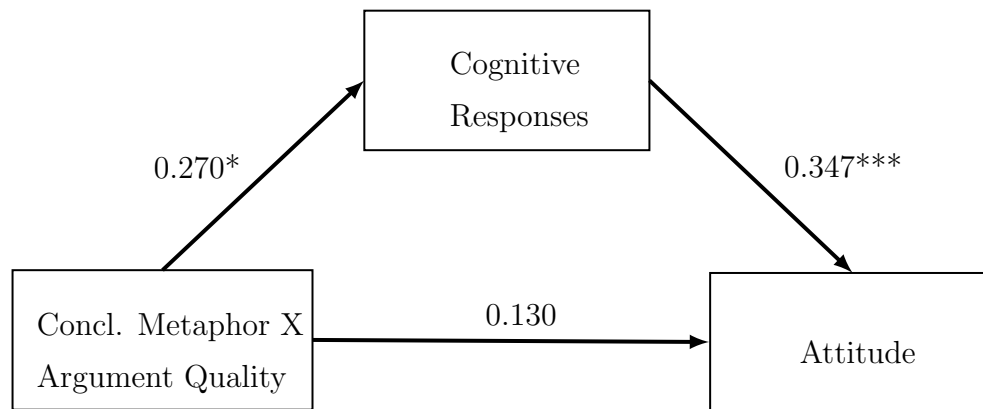 Cognitive
Responses
0.270*
0.347***
Concl. Metaphor X
Argument Quality
0.130
Attitude